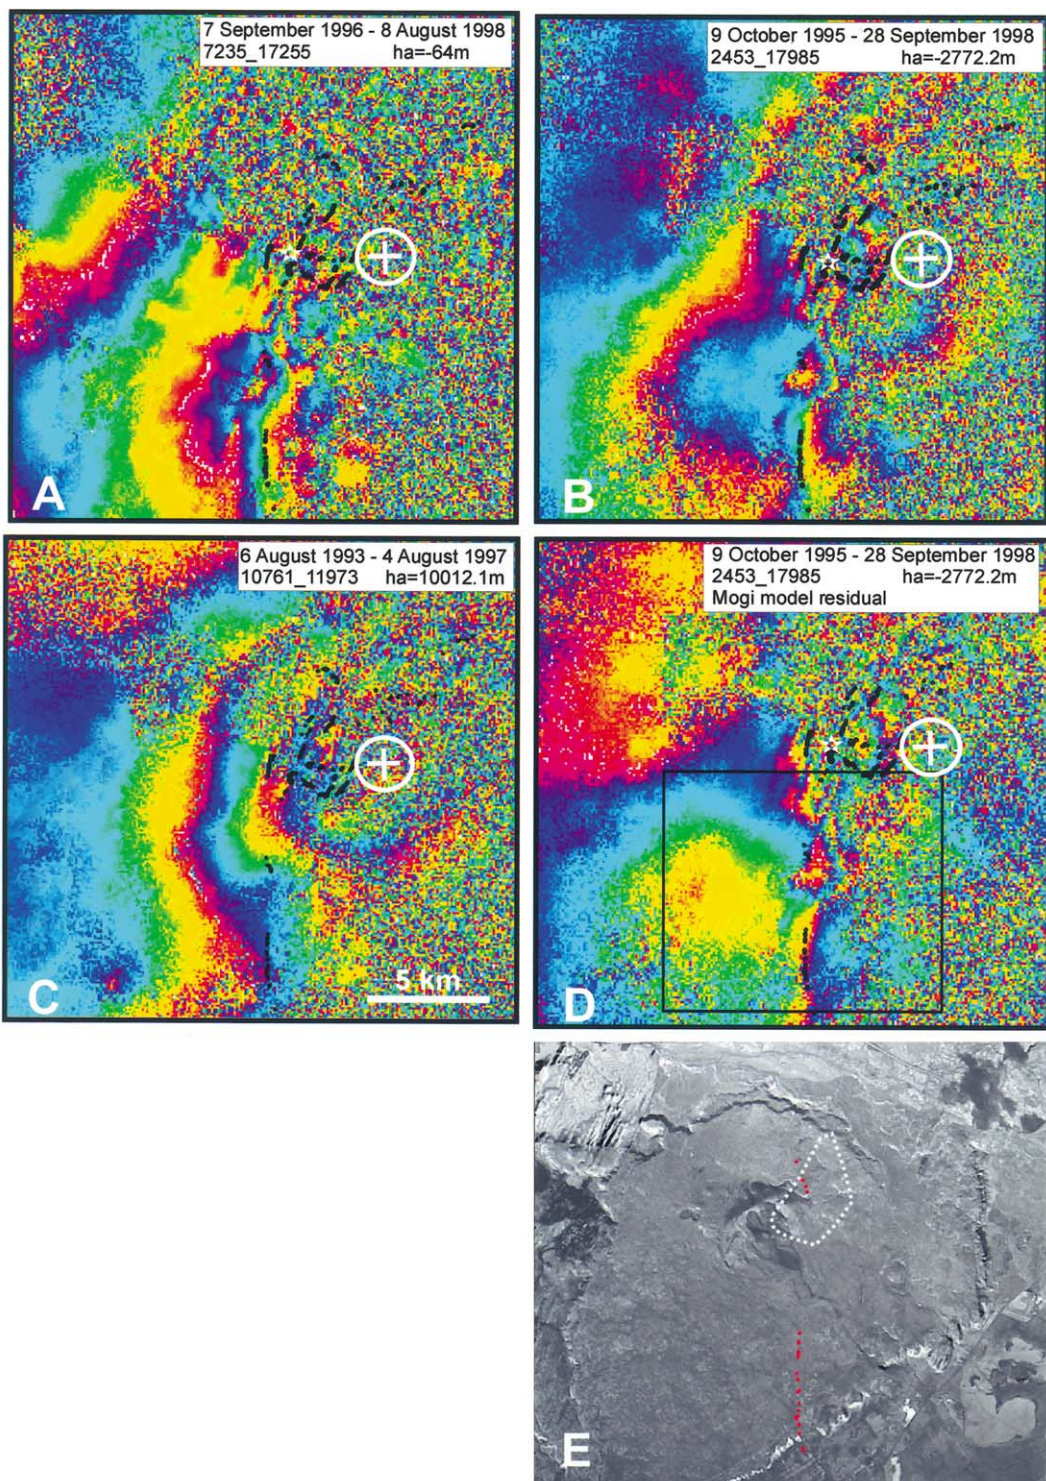 7 September 1996 - 8 August 1998
7235_17255 ha=-64m
A
9 October 1995 - 28 September 1998
2453_17985 ha=-2772.2m
B
6 August 1993 - 4 August 1997
10761_11973 ha=10012.1m
C
5 km
9 October 1995 - 28 September 1998
2453_17985 ha=-2772.2m
Mogi model residual
D
E